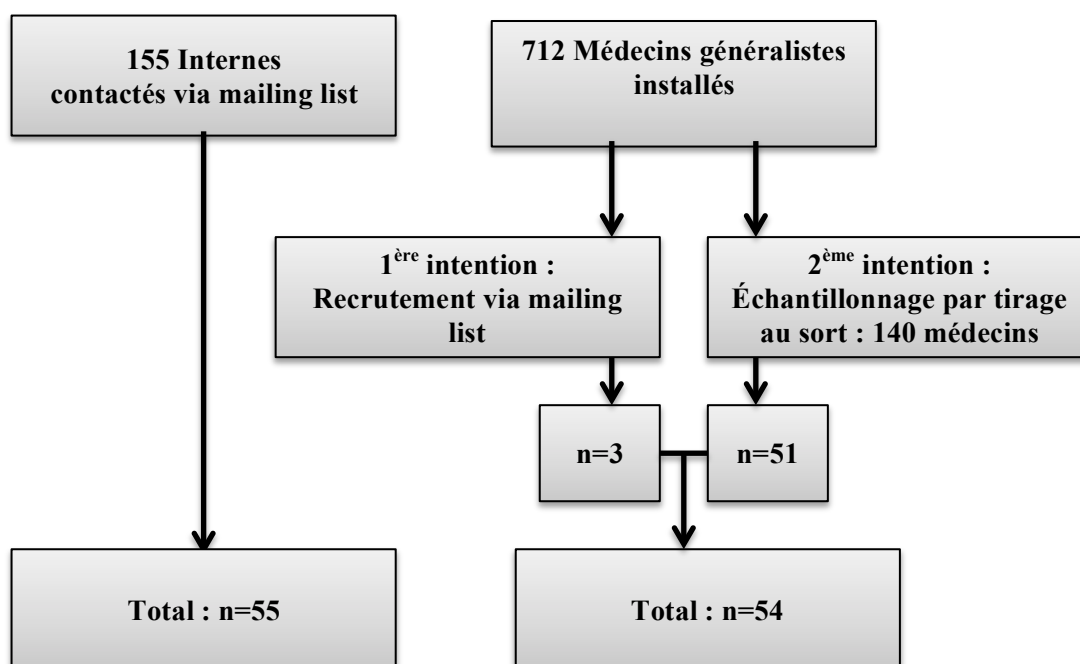 155 Internes
contactés via mailing list
712 Médecins généralistes
installés
1ère intention :
Recrutement via mailing
list
2ème intention :
Échantillonnage par tirage
au sort : 140 médecins
n=3
n=51
Total : n=55
Total : n=54